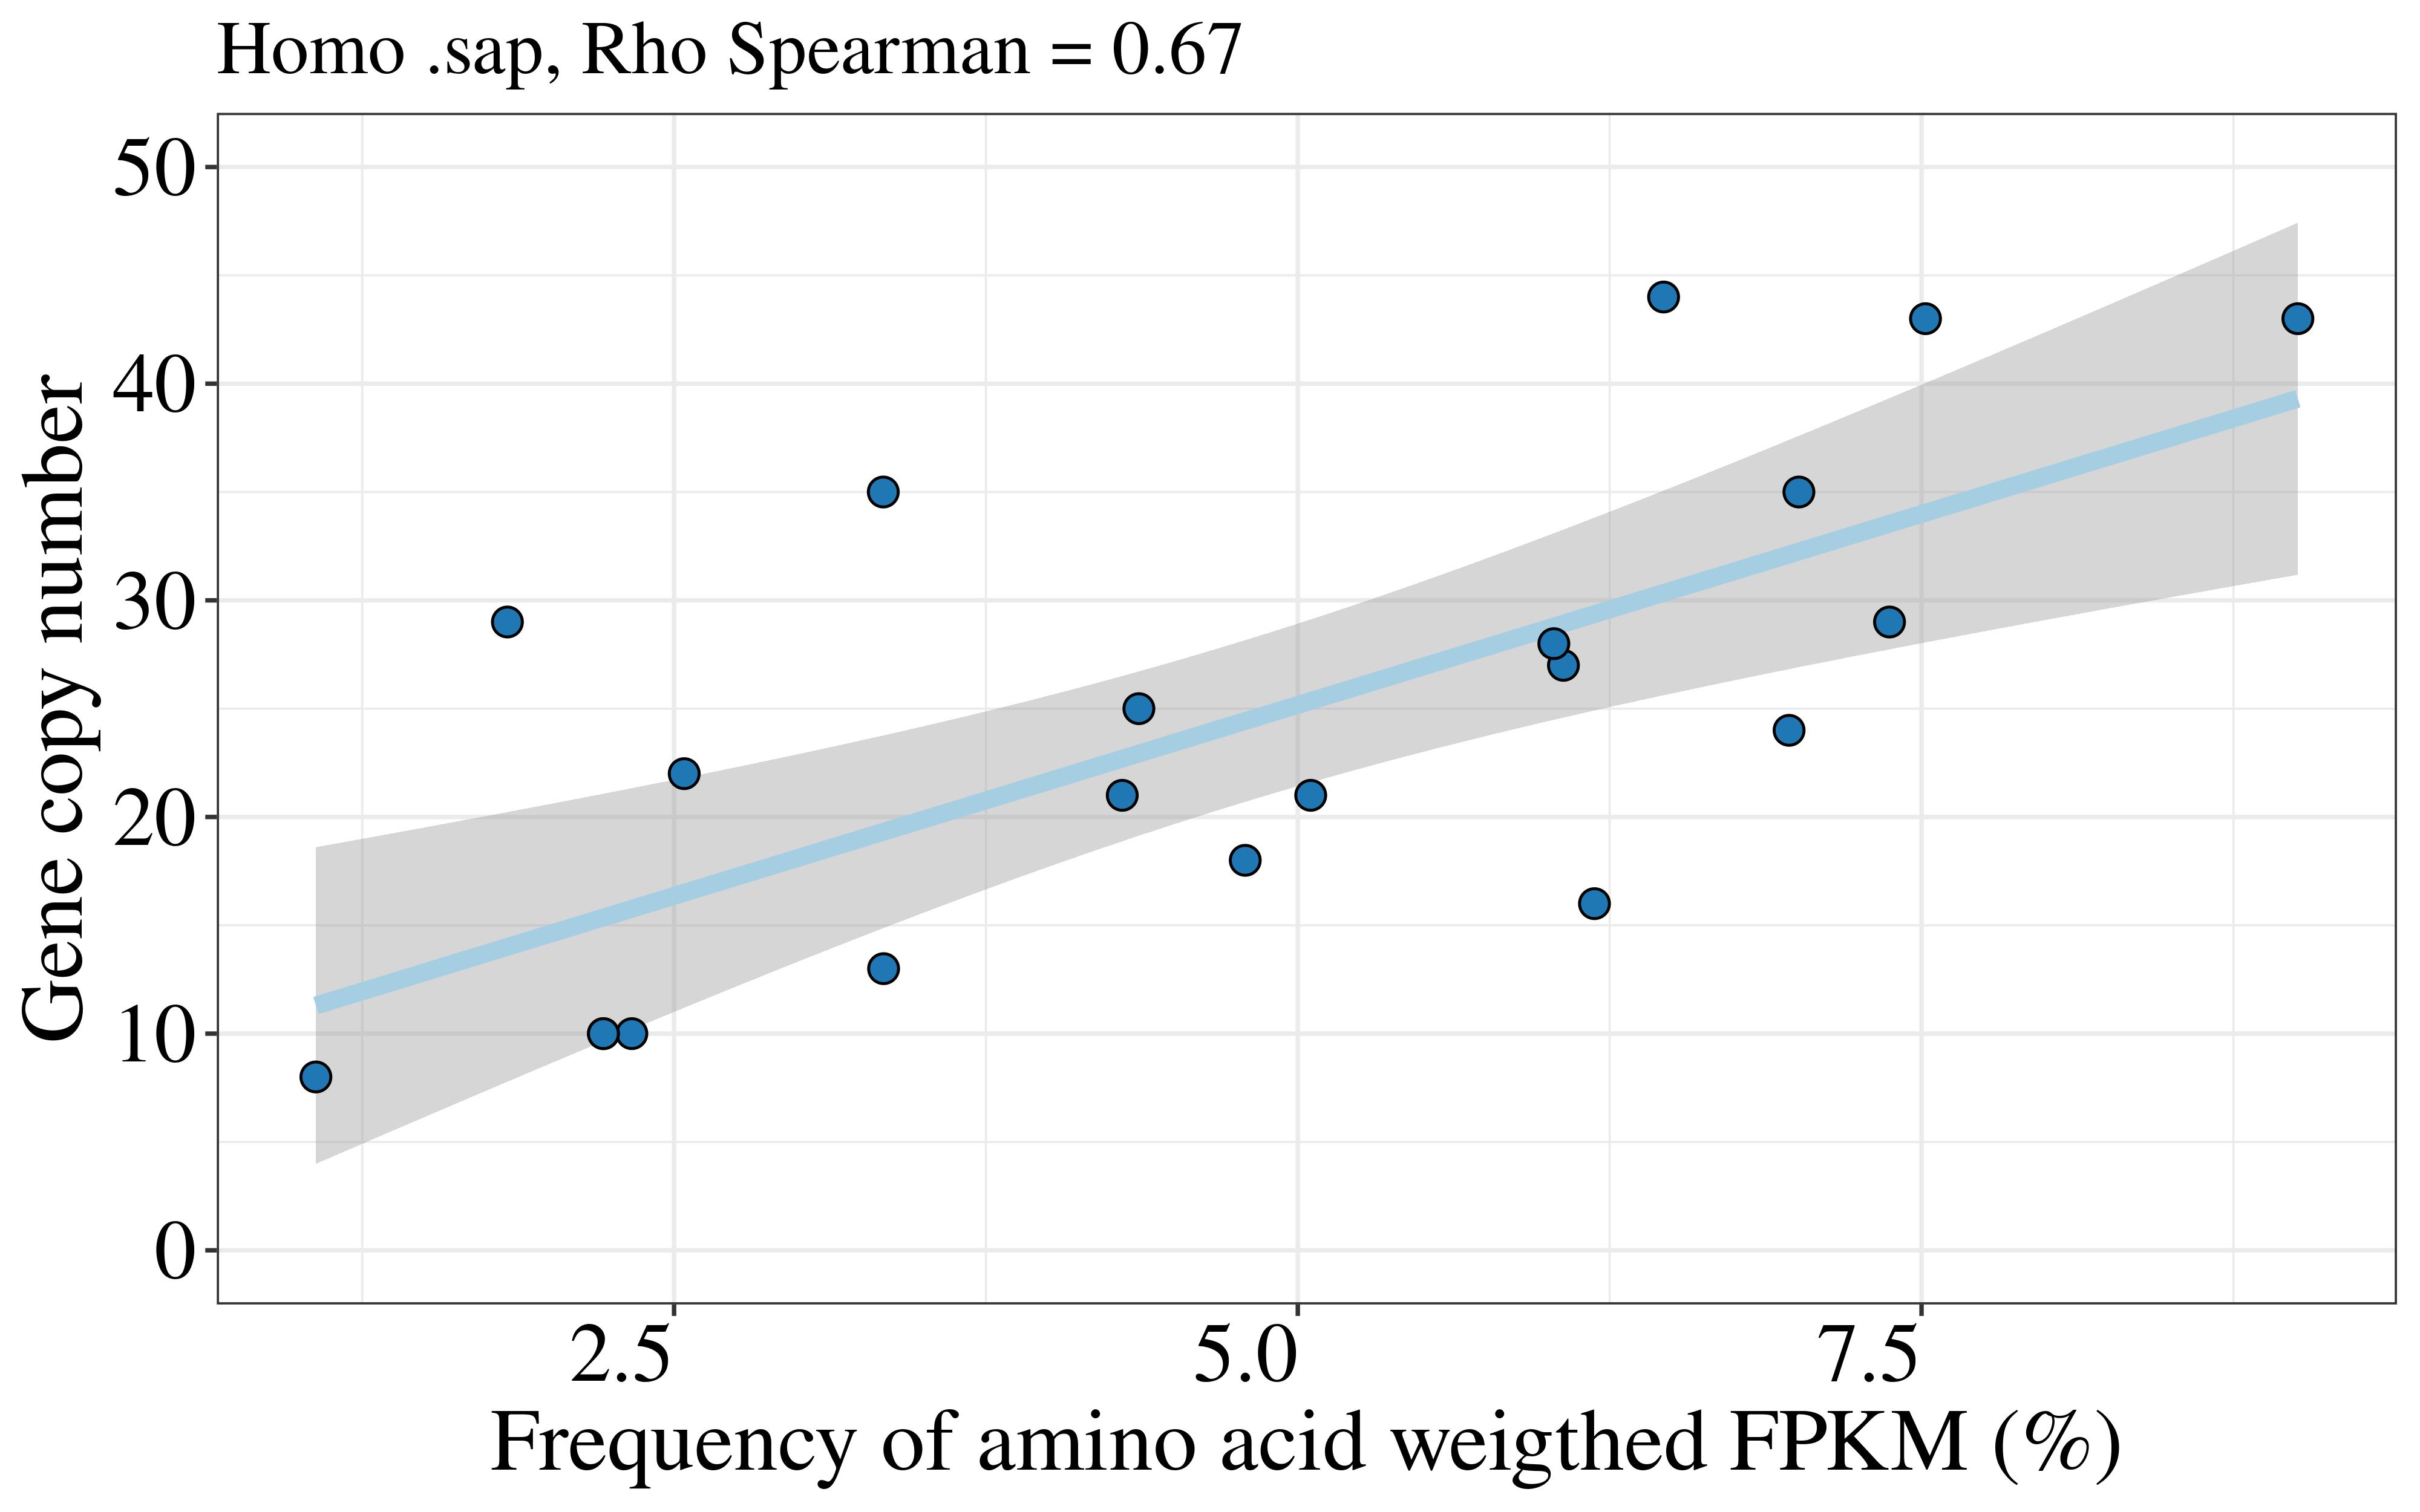 Homo .sap, Rho Spearman = 0.67
Gene copy number
50
40
30
20
10
0
2.5 5.0 7.5
Frequency of amino acid weigthed FPKM (%)